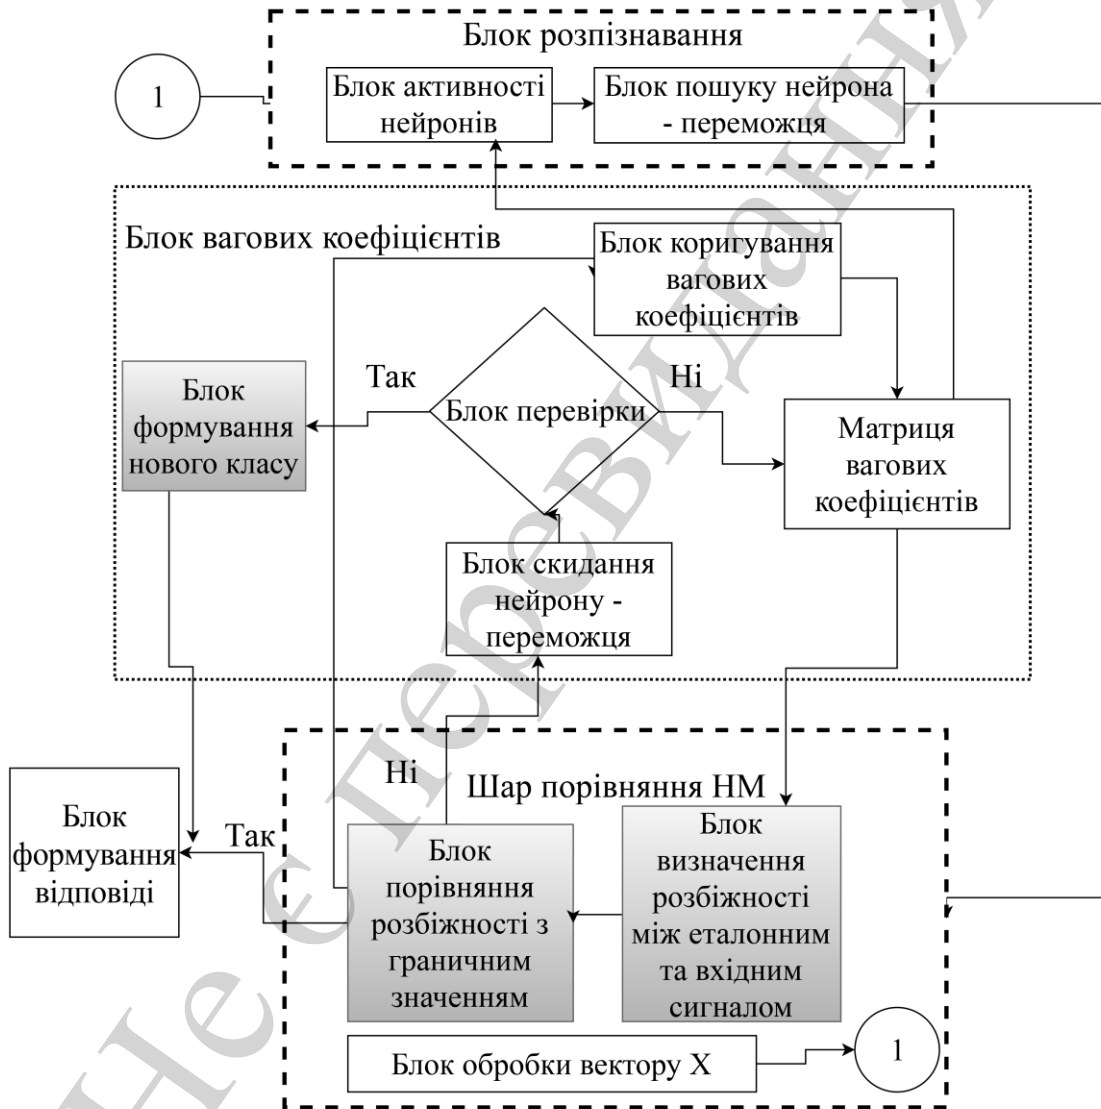 Блок розпізнавання
1
Блок активності
нейронів
Блок пошуку нейрона
- переможця
Блок вагових коефіцієнтів
Блок коригування
вагових
коефіцієнтів
Так
Ні
Блок
формування
нового класу
Блок перевірки
Матриця
вагових
коефіцієнтів
Блок скидання
нейрону -
переможця
Ні
Шар порівняння НМ
Блок
формування
відповіді
Так
Блок
порівняння
розбіжності з
граничним
значенням
Блок
визначення
розбіжності
між еталонним
та вхідним
сигналом
Блок обробки вектору X
1
Не є перевидання